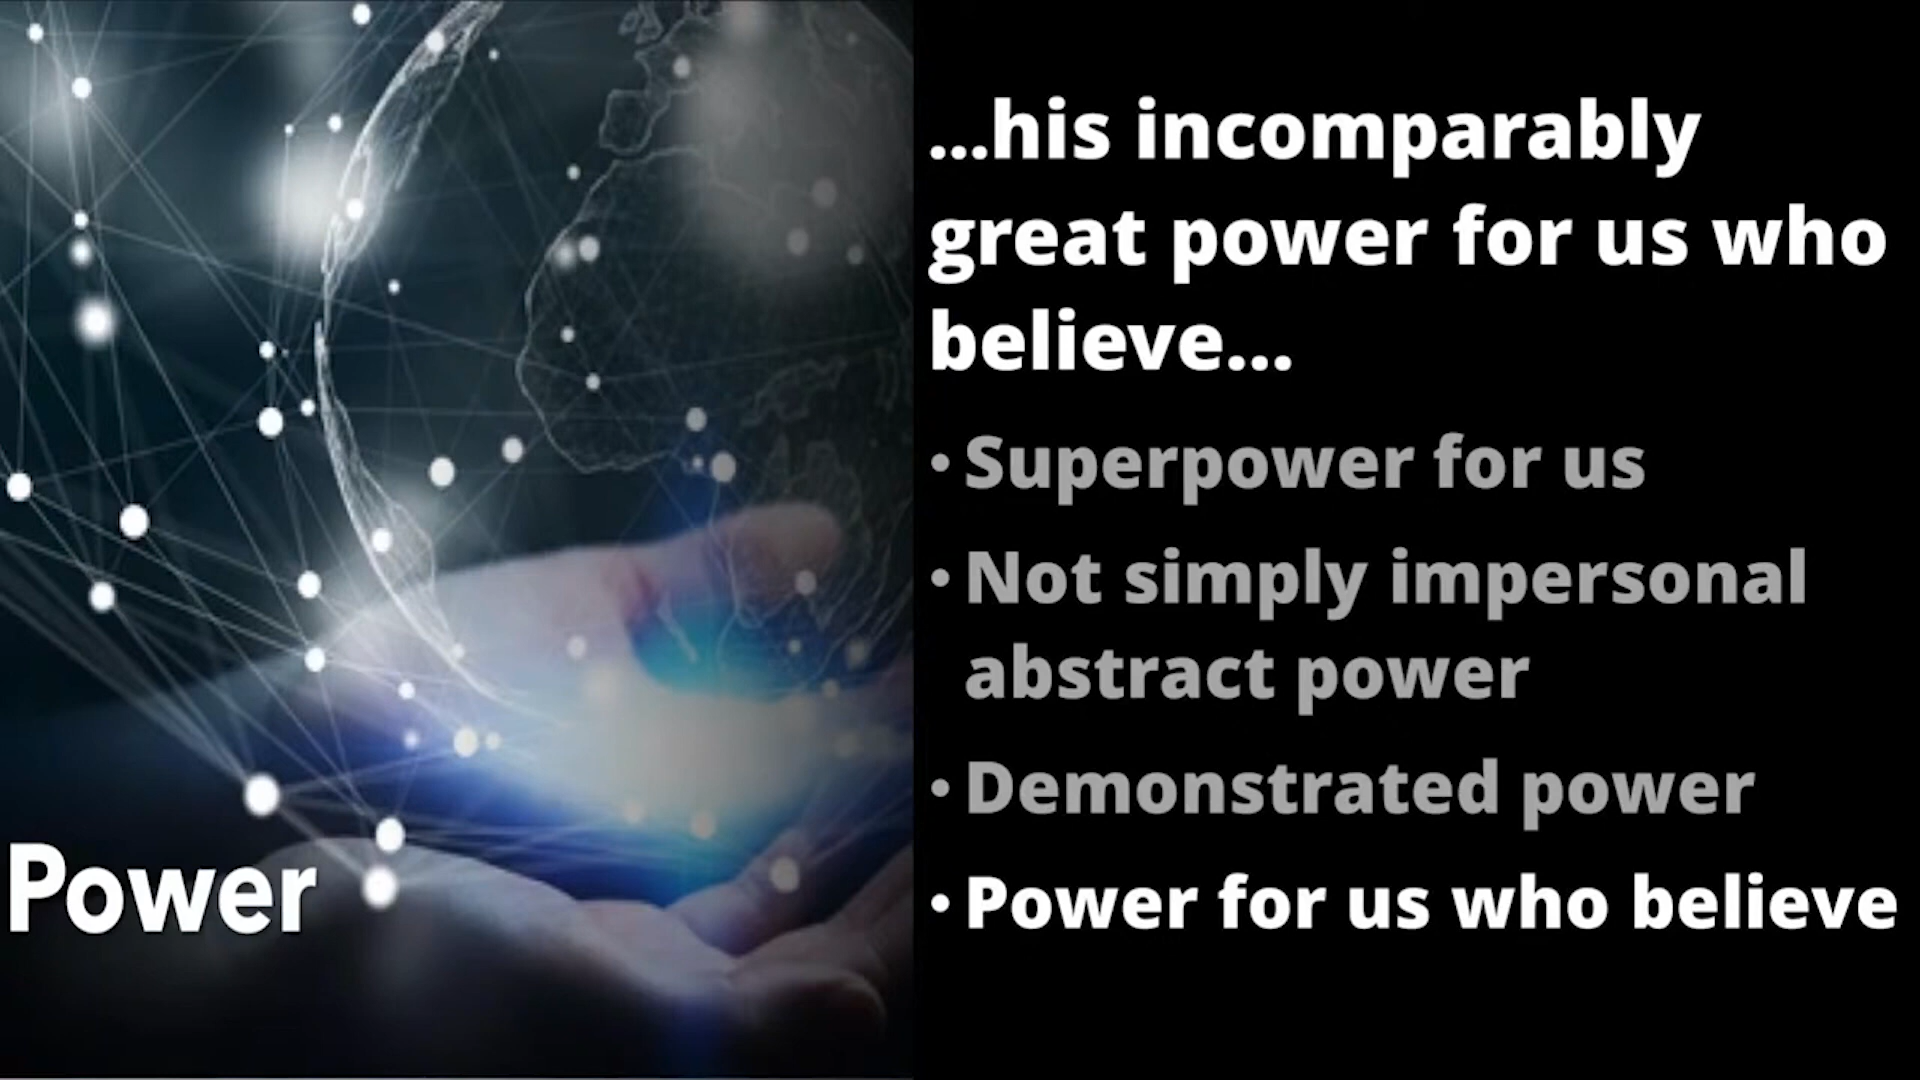 ...his incomparably
great power for us who
believe...
• Superpower for us
• Not simply impersonal
abstract power
• Demonstrated power
• Power for us who believe
Power